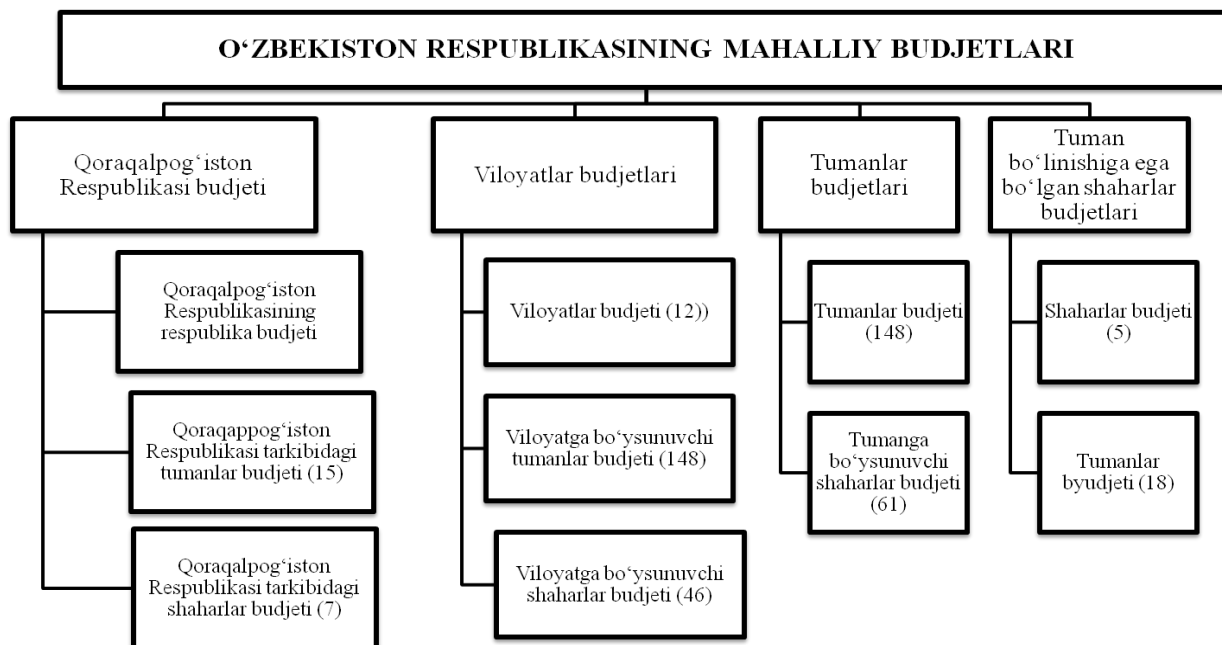 O‘ZBEKISTON RESPUBLIKASINING MAHALLIY BUDJETLARI
Qoraqalpog‘iston
Respublikasi budjeti
Qoraqalpog‘iston
Respublikasining
respublika budjeti
Qoraqappog‘iston
Respublikasi tarkibidagi
tumanlar budjeti (15)
Qoraqalpog‘iston
Respublikasi tarkibidagi
shaharlar budjeti (7)
Viloyatlar budjetlari
Viloyatlar budjeti (12))
Viloyatga bo‘ysunuvchi
tumanlar budjeti (148)
Viloyatga bo‘ysunuvchi
shaharlar budjeti (46)
Tumanlar
budjetlari
Tumanlar budjeti
(148)
Tumanga
bo‘ysunuvchi
shaharlar budjeti
(61)
Tuman
bo‘linishiga ega
bo‘lgan shaharlar
budjetlari
Shaharlar budjeti
(5)
Tumanlar
byudjeti (18)